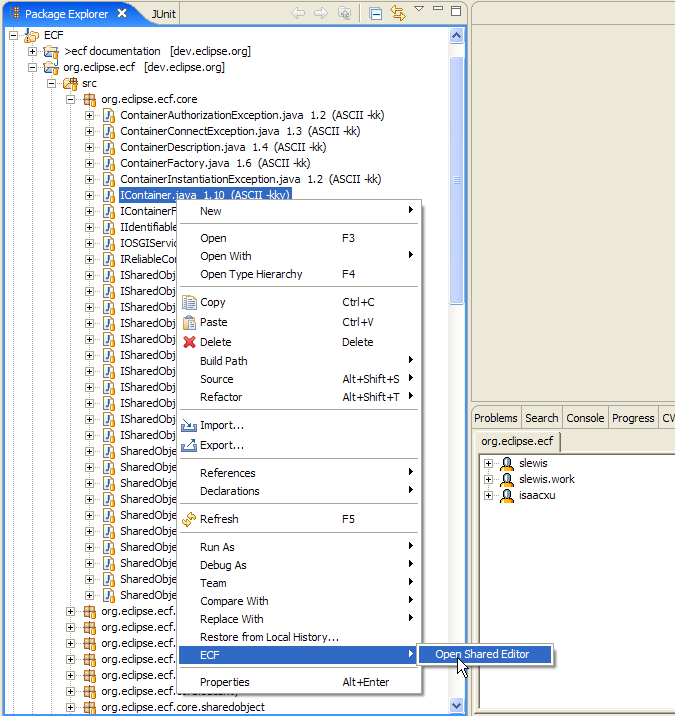 Package Explorer JUnit
ECF
>ecf documentation [dev.eclipse.org]
org.eclipse.ecf [dev.eclipse.org]
src
org.eclipse.ecf.core
ContainerAuthorizationException.java 1.2 (ASCII -kk)
ContainerConnectException.java 1.3 (ASCII -kk)
ContainerDescription.java 1.4 (ASCII -kk)
ContainerFactory.java 1.6 (ASCII -kk)
ContainerInstantiationException.java 1.2 (ASCII -kk)
IContainer.java 1.10 (ASCII -kkv)
IContainerF
IIdentifiable
IOSGIServic
IReliableCon
ISharedObj
ISharedObj
ISharedObj
ISharedObj
ISharedObj
ISharedObj
ISharedObj
ISharedObj
ISharedObj
ISharedObj
ISharedObj
SharedObje
SharedObje
SharedObje
SharedObje
SharedObje
SharedObje
SharedObje
SharedObje
SharedObje
SharedObje
org.eclipse.ecf.
org.eclipse.ecf.
org.eclipse.ecf.
org.eclipse.ecf.
org.eclipse.ecf.
org.eclipse.ecf.core.sharedobject
New
Open F3
Open With
Open Type Hierarchy F4
Copy Ctrl+C
Paste Ctrl+V
Delete Delete
Build Path
Source Alt+Shift+S
Refactor Alt+Shift+T
Import...
Export...
References
Declarations
Refresh F5
Run As
Debug As
Team
Compare With
Replace With
Restore from Local History...
ECF
Properties Alt+Enter
Open Shared Editor
Problems Search Console Progress CV
org.eclipse.ecf
slewis
slewis.work
isaacxu